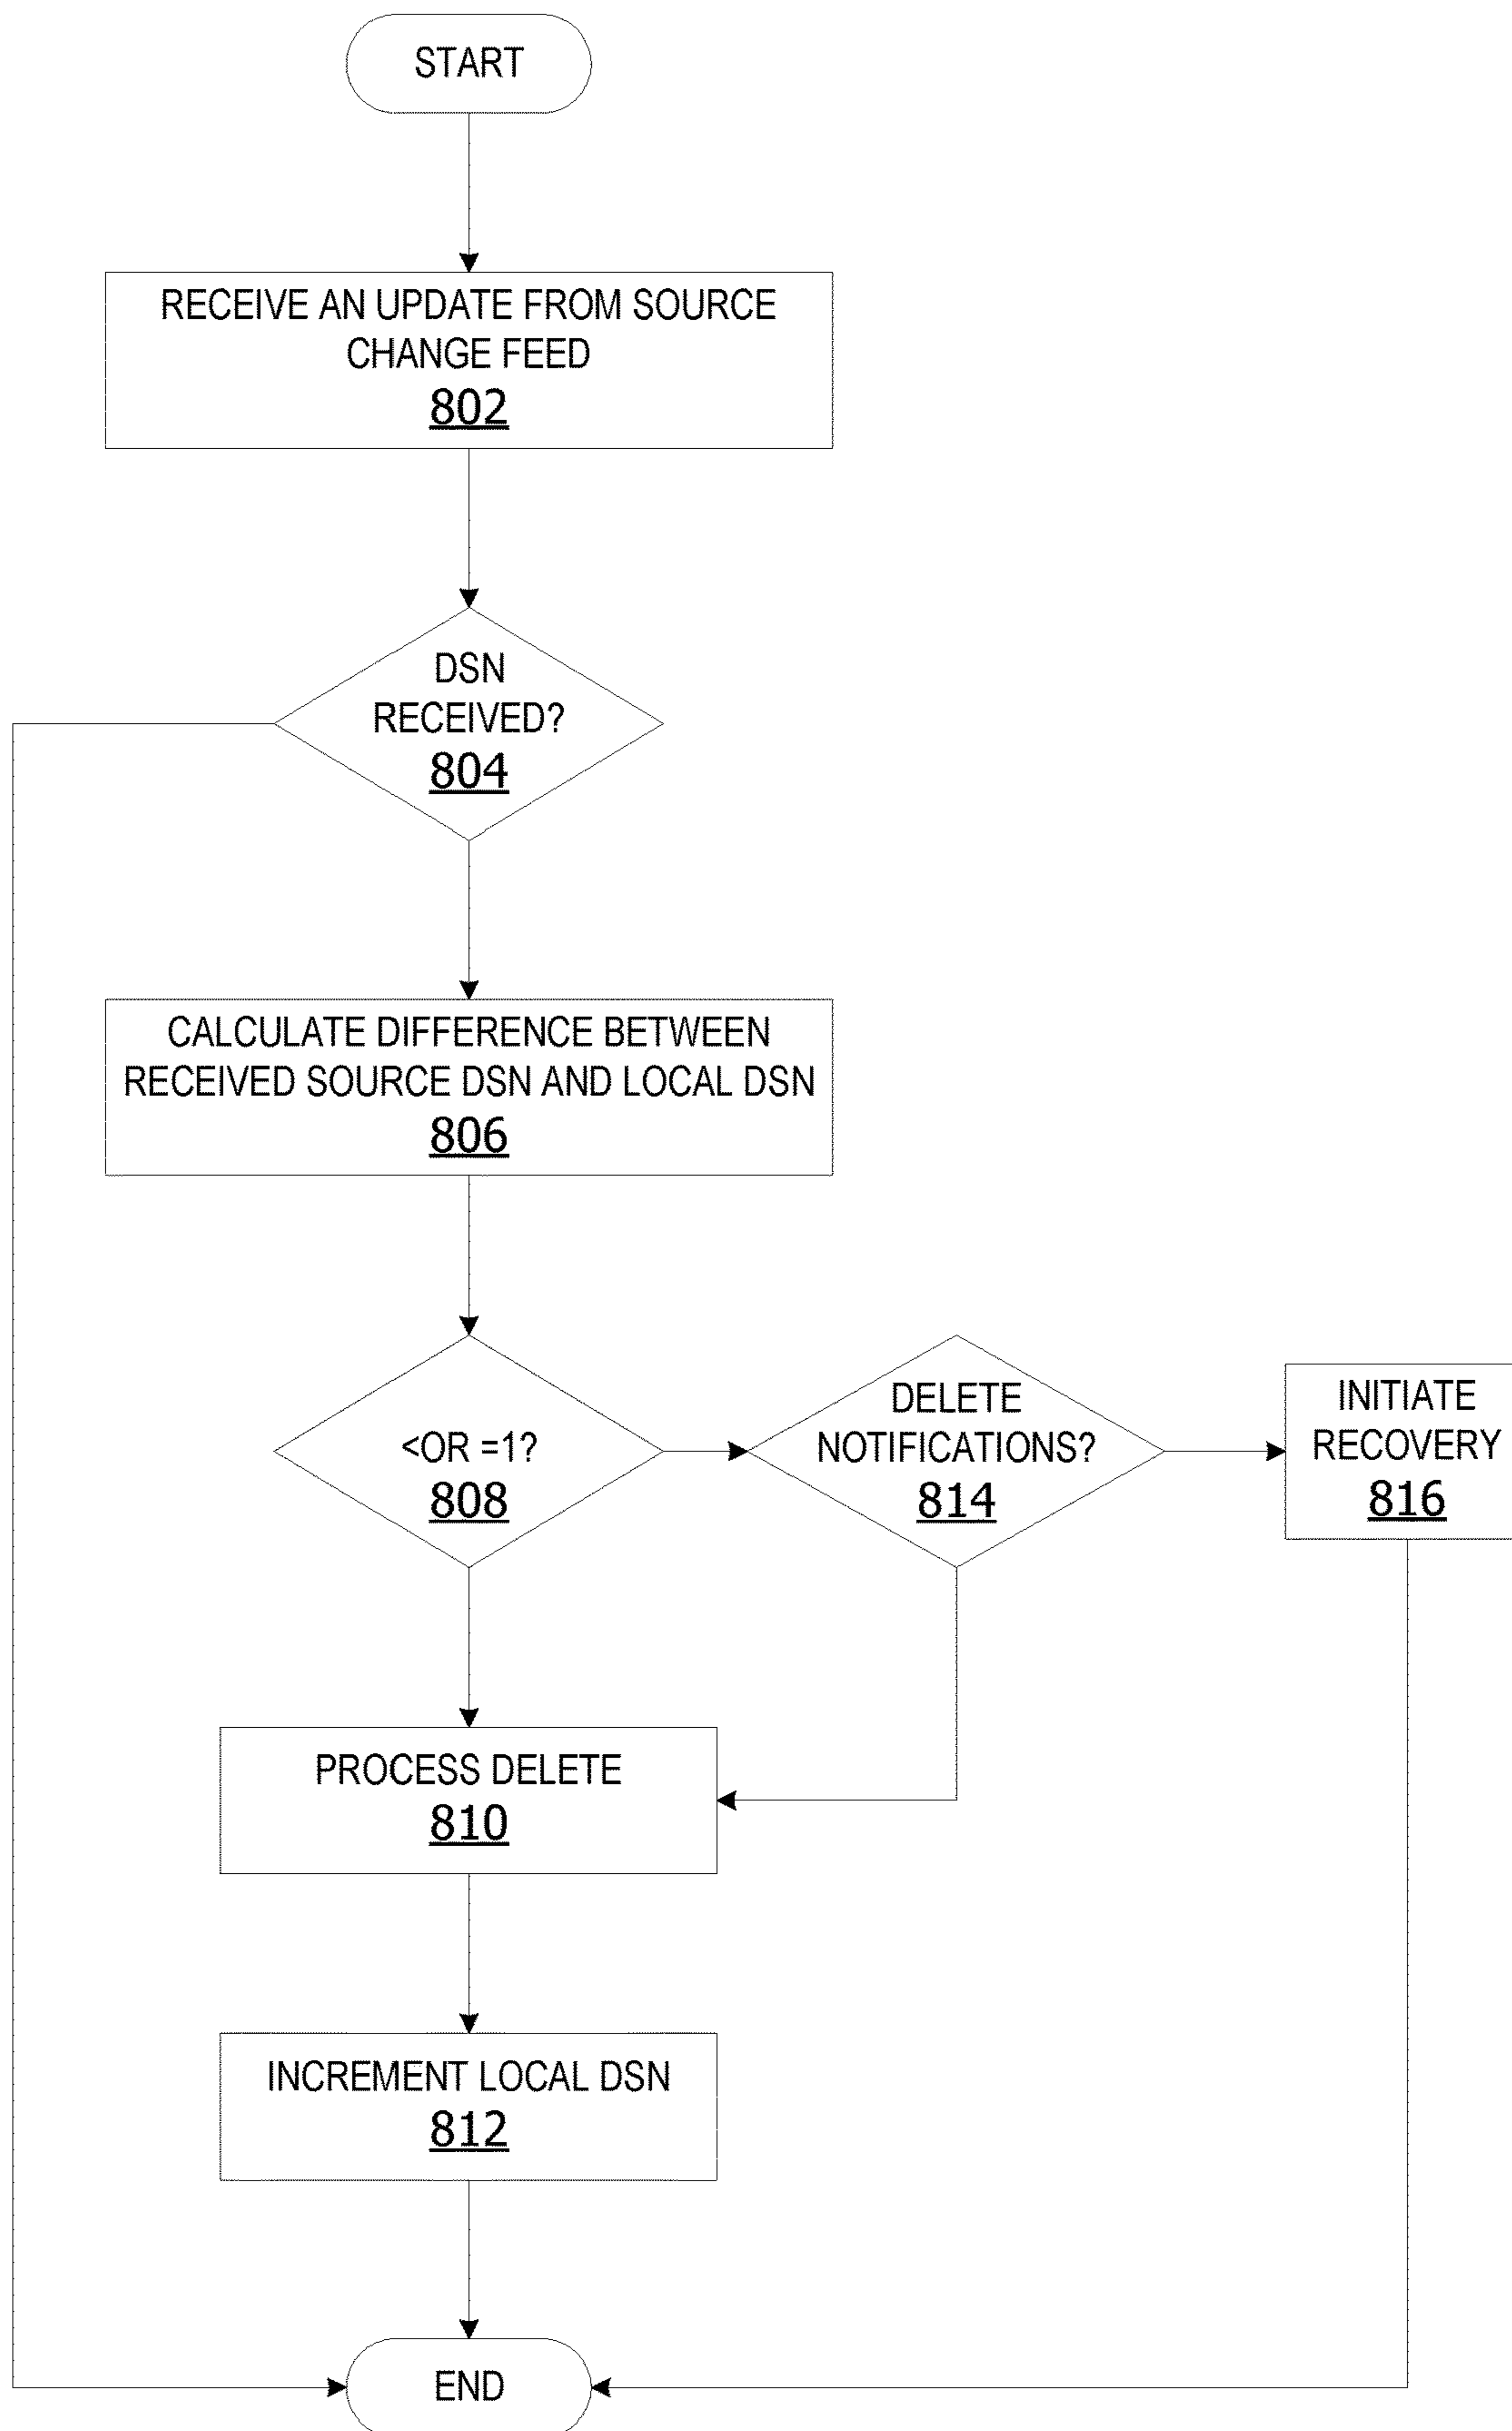 START
RECEIVE AN UPDATE FROM SOURCE
CHANGE FEED
802
DSN
RECEIVED?
804
CALCULATE DIFFERENCE BETWEEN
RECEIVED SOURCE DSN AND LOCAL DSN
806
<OR =1?
808
DELETE
NOTIFICATIONS?
814
INITIATE
RECOVERY
816
PROCESS DELETE
810
INCREMENT LOCAL DSN
812
END